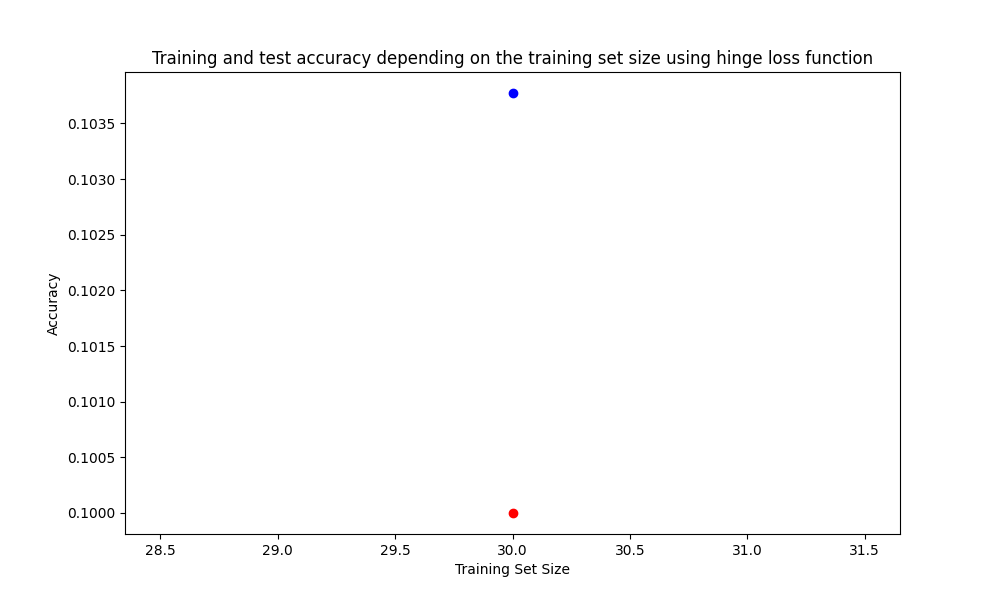 Training and test accuracy depending on the training set size using hinge loss function
0.1035
0.1030
0.1025
0.1020
0.1015
0.1010
0.1005
0.1000
Accuracy
28.5 29.0 29.5 30.0 30.5 31.0 31.5
Training Set Size